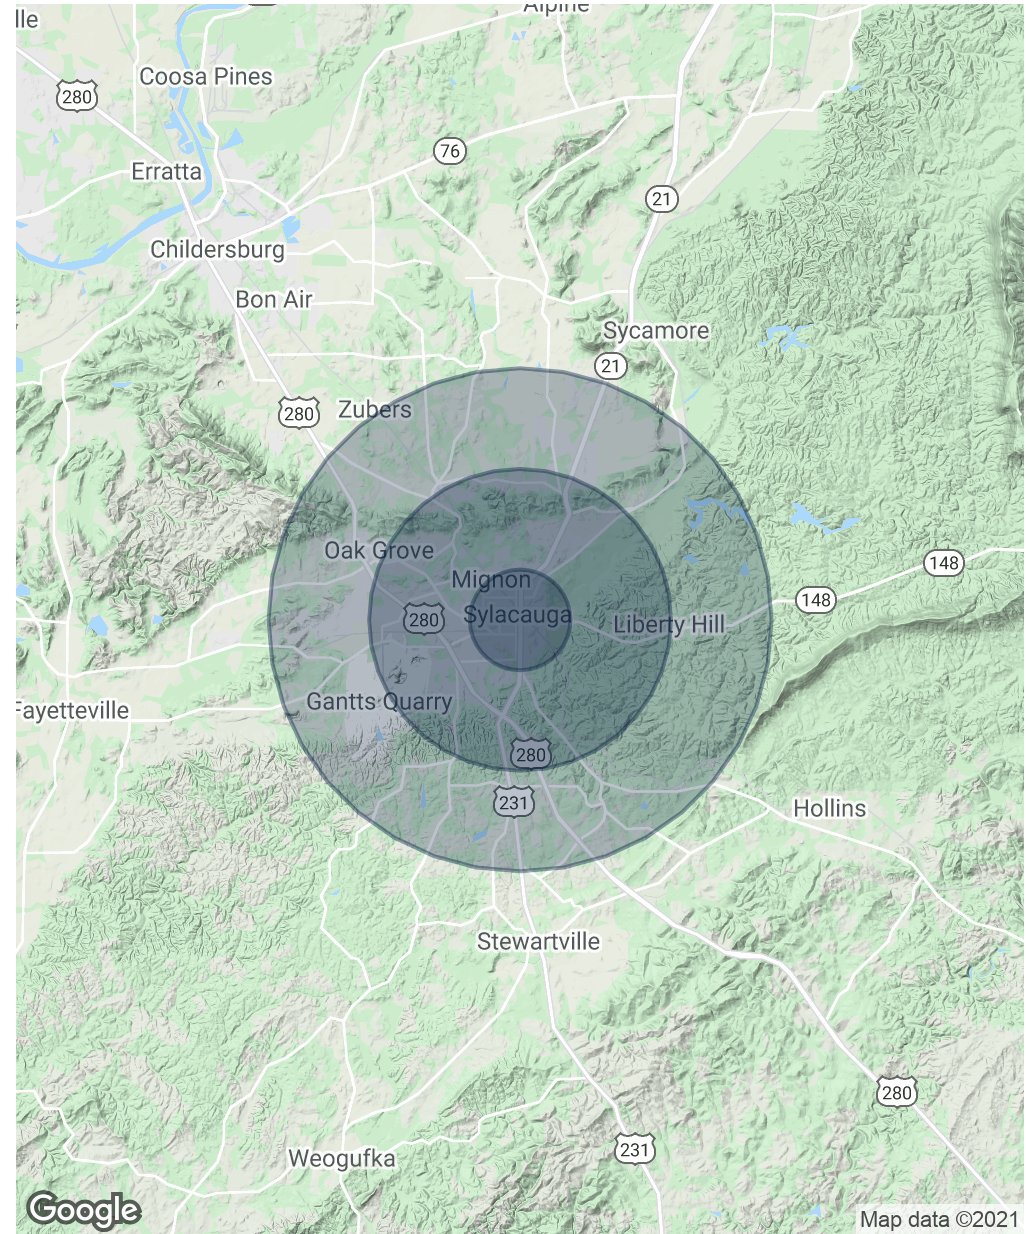 lle
Alpine
Coosa Pines
280
76
Erratta
21
Childersburg
Bon Air
Sycamore
21
Zubers
280
Oak Grove
148
Mignon
148
Sylacauga
280
Liberty Hill
Gantts Quarry
Fayetteville
280
231
Hollins
Stewartville
280
231
Weogufka
Google
Map data ©2021